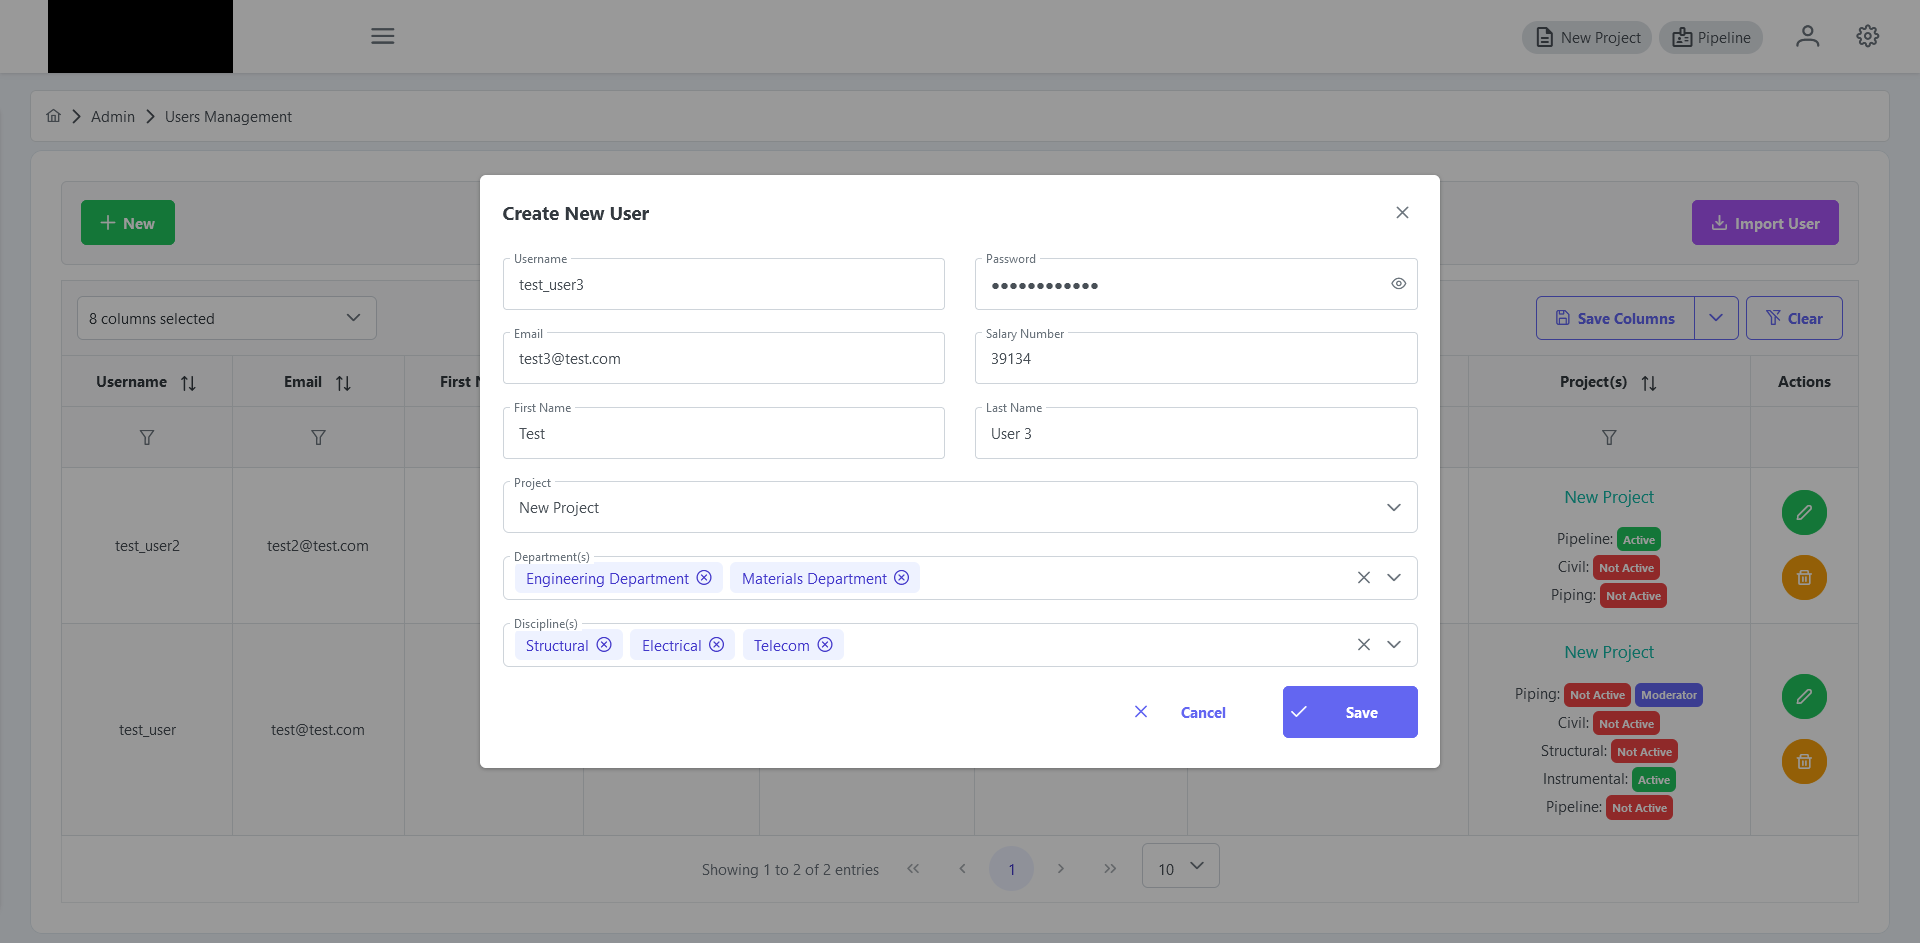 New Project
Pipeline
Admin
Users Management
New
Import User
8 columns selected
Save Columns
Clear
Username
Email
First N
Project(s)
Actions
test_user2
test2@test.com
New Project
Pipeline: Active
Civil: Not Active
Piping: Not Active
test_user
test@test.com
New Project
Piping: Not Active Moderator
Civil: Not Active
Structural: Not Active
Instrumental: Active
Pipeline: Not Active
Showing 1 to 2 of 2 entries
1
10
Create New User
Username
test_user3
Password
••••••••••••
Email
test3@test.com
Salary Number
39134
First Name
Test
Last Name
User 3
Project
New Project
Department(s)
Engineering Department
Materials Department
Discipline(s)
Structural
Electrical
Telecom
Cancel
Save